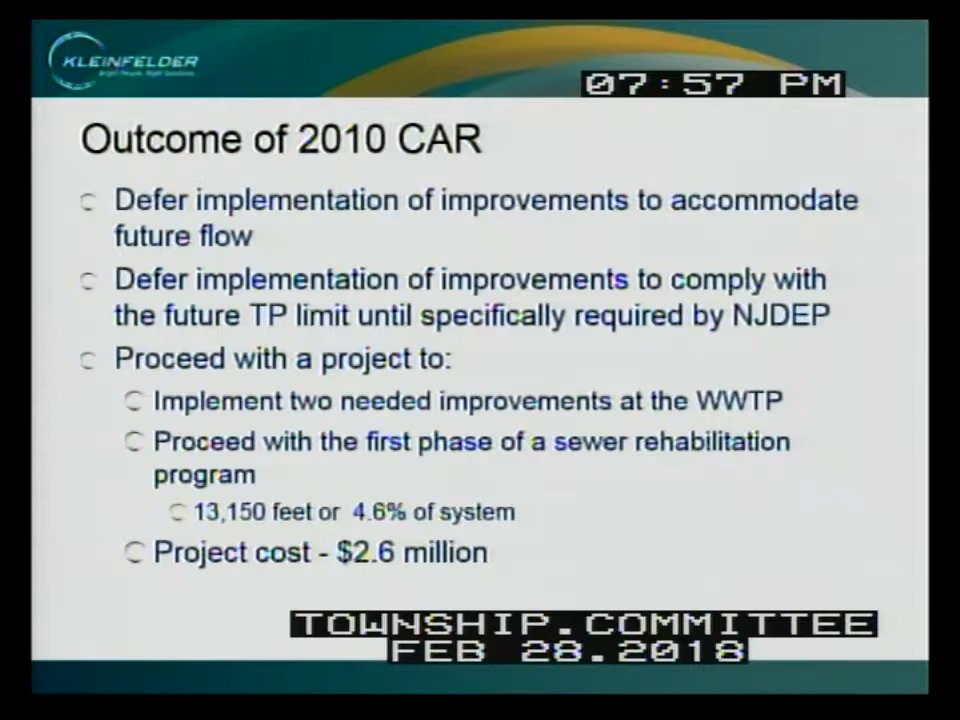 KLEINFELDER
Bright People. Right Solutions.
07:57 PM
Outcome of 2010 CAR
Defer implementation of improvements to accommodate
future flow
Defer implementation of improvements to comply with
the future TP limit until specifically required by NJDEP
Proceed with a project to:
Implement two needed improvements at the WWTP
Proceed with the first phase of a sewer rehabilitation
program
13,150 feet or 4.6% of system
Project cost - $2.6 million
TOWNSHIP.COMMITTEE
FEB 28.2018